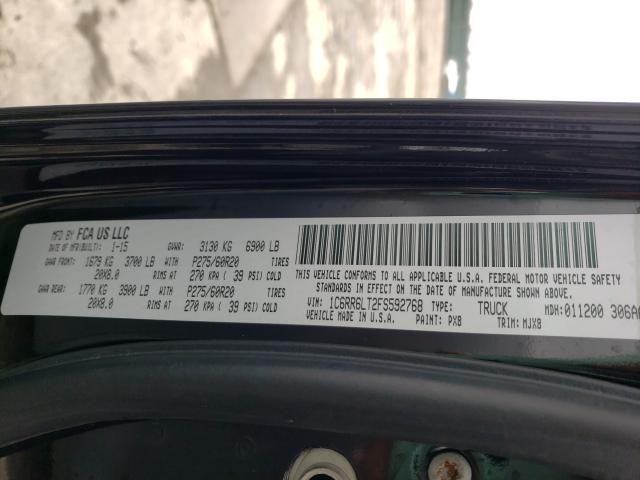 MFD BY FCA US LLC
DATE OF MFR(BUILT): 1-15 GVWR: 3130 KG 6900 LB
GAWR FRONT: 1679 KG 3700 LB WITH P275/60R20 TIRES
20X8.0 RIMS AT 270 KPA ( 39 PSI) COLD
GAWR REAR: 1770 KG 3900 LB WITH P275/60R20 TIRES
20X8.0 RIMS AT 270 KPA ( 39 PSI) COLD
THIS VEHICLE CONFORMS TO ALL APPLICABLE U.S.A. FEDERAL MOTOR VEHICLE SAFETY
STANDARDS IN EFFECT ON THE DATE OF MANUFACTURE SHOWN ABOVE.
VIN: 1C6RR6LT2FS592768 TYPE: TRUCK MDH: 011200 306AA
VEHICLE MADE IN U.S.A. PAINT: PX8 TRIM: MJX8